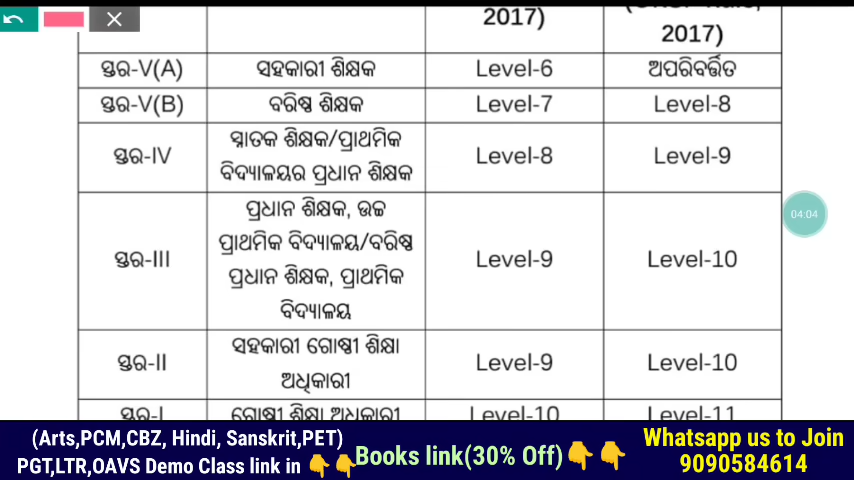 2017)
2017)
ସ୍ତର-V(A) ସହକାରୀ ଶିକ୍ଷକ Level-6 ଅପରିବର୍ତ୍ତିତ
ସ୍ତର-V(B) ବରିଷ୍ଠ ଶିକ୍ଷକ Level-7 Level-8
ସ୍ତର-IV ସ୍ନାତକ ଶିକ୍ଷକ/ପ୍ରାଥମିକ
ବିଦ୍ୟାଳୟର ପ୍ରଧାନ ଶିକ୍ଷକ Level-8 Level-9
ସ୍ତର-III ପ୍ରଧାନ ଶିକ୍ଷକ, ଉଚ୍ଚ
ପ୍ରାଥମିକ ବିଦ୍ୟାଳୟ/ବରିଷ୍ଠ
ପ୍ରଧାନ ଶିକ୍ଷକ, ପ୍ରାଥମିକ
ବିଦ୍ୟାଳୟ Level-9 Level-10
ସ୍ତର-II ସହକାରୀ ଗୋଷ୍ଠୀ ଶିକ୍ଷା
ଅଧିକାରୀ Level-9 Level-10
ସ୍ତର-I ଗୋଷ୍ଠୀ ଶିକ୍ଷା ଅଧିକାରୀ Level-10 Level-11
04:04
(Arts,PCM,CBZ, Hindi, Sanskrit,PET)
PGT,LTR,OAVS Demo Class link in 👇👇
Books link(30% Off)👇👇
Whatsapp us to Join
9090584614